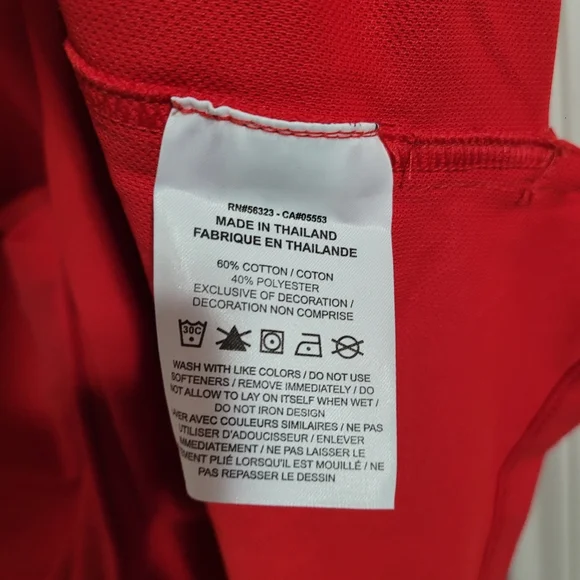 RN#56323 - CA#05553
MADE IN THAILAND
FABRIQUE EN THAILANDE
60% COTTON / COTON
40% POLYESTER
EXCLUSIVE OF DECORATION /
DECORATION NON COMPRISE
30C
WASH WITH LIKE COLORS / DO NOT USE
SOFTENERS / REMOVE IMMEDIATELY / DO
NOT ALLOW TO LAY ON ITSELF WHEN WET /
DO NOT IRON DESIGN
AVEC COULEURS SIMILAIRES / NE PAS
UTILISER D'ADOUCISSEUR / ENLEVER
IMMEDIATEMENT / NE PAS LAISSER LE
PLIÉ LORSQU'IL EST MOUILLÉ / NE
PAS REPASSER LE DESSIN